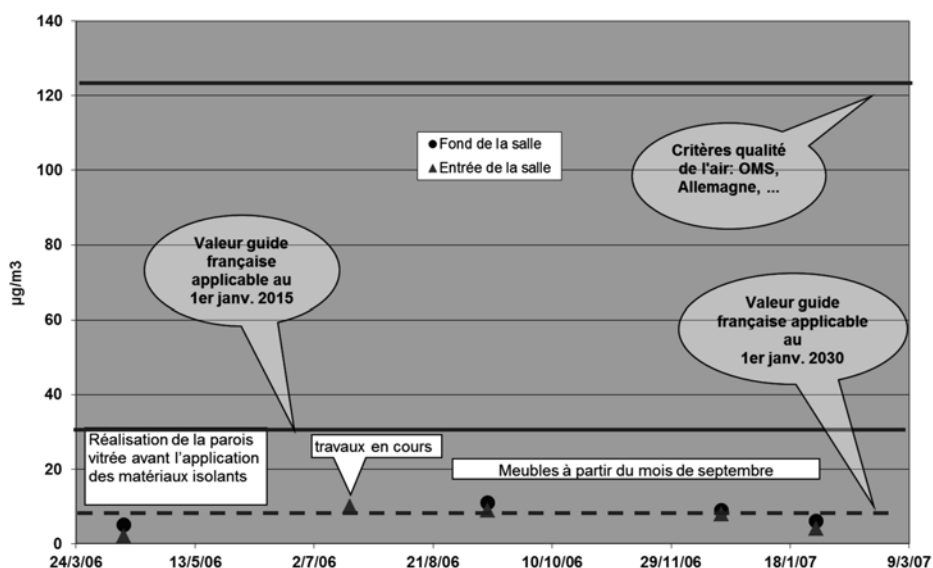 140
120
100
80
60
40
20
0
µg/m3
Fond de la salle
Entrée de la salle
Critères qualité
de l'air: OMS,
Allemagne, ...
Valeur guide
française
applicable au
1er janv. 2015
Valeur guide
française applicable
au
1er janv. 2030
Réalisation de la parois
vitrée avant l'application
des matériaux isolants
travaux en cours
Meubles à partir du mois de septembre
24/3/06
13/5/06
2/7/06
21/8/06
10/10/06
29/11/06
18/1/07
9/3/07